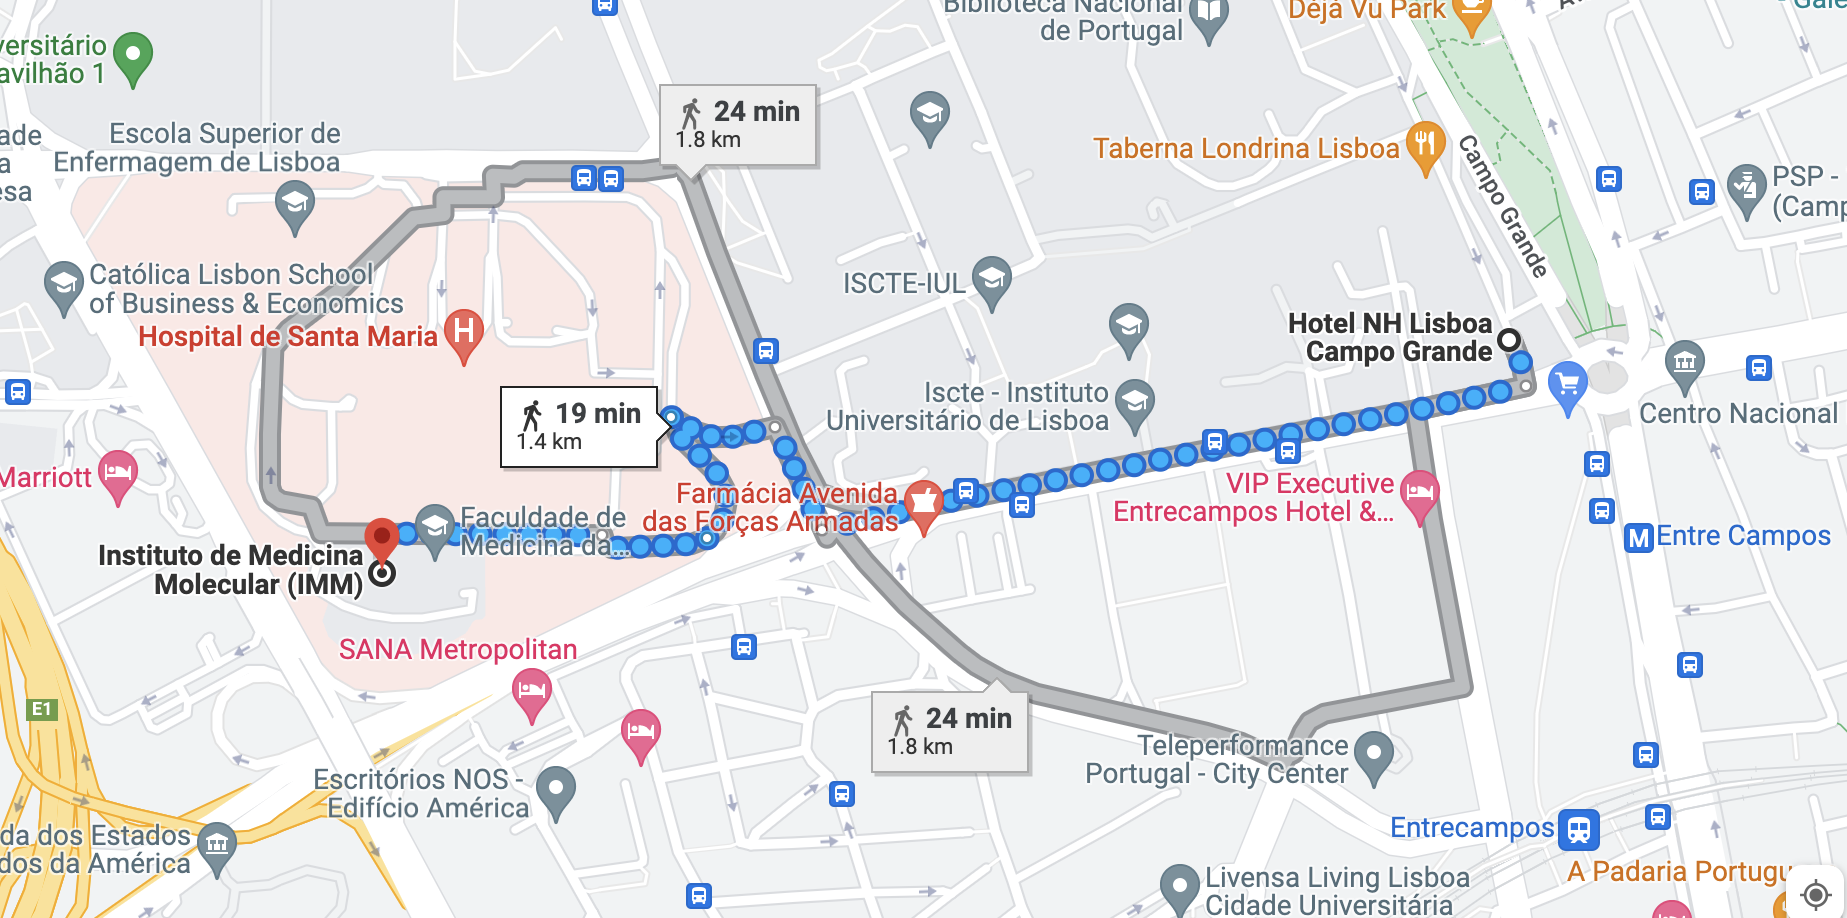 Biblioteca Nacional
de Portugal
Déjà Vu Park
versitário
avilhão 1
24 min
1.8 km
Escola Superior de
Enfermagem de Lisboa
ade
a
esa
Taberna Londrina Lisboa
Campo Grande
PSP -
(Camp
Católica Lisbon School
of Business & Economics
ISCTE-IUL
Hospital de Santa Maria
H
Hotel NH Lisboa
Campo Grande
19 min
1.4 km
Iscte - Instituto
Universitário de Lisboa
Centro Nacional
Marriott
Farmácia Avenida
das Forças Armadas
VIP Executive
Entrecampos Hotel &...
Faculdade de
Medicina da...
M Entre Campos
Instituto de Medicina
Molecular (IMM)
SANA Metropolitan
E1
24 min
1.8 km
Teleperformance
Portugal - City Center
Escritórios NOS -
Edifício América
Entrecampos
da dos Estados
dos da América
A Padaria Portugu
Livensa Living Lisboa
Cidade Universitária